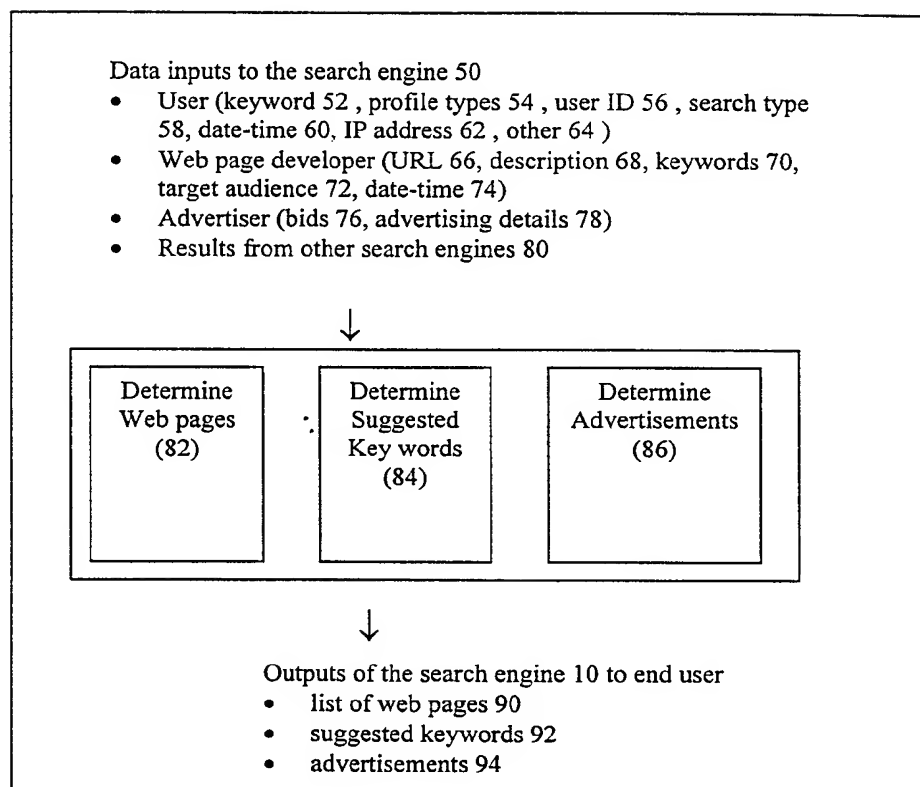 Data inputs to the search engine 50
• User (keyword 52 , profile types 54 , user ID 56 , search type
58, date-time 60, IP address 62 , other 64 )
• Web page developer (URL 66, description 68, keywords 70,
target audience 72, date-time 74)
• Advertiser (bids 76, advertising details 78)
• Results from other search engines 80
↓
Determine
Web pages
(82)
Determine
Suggested
Key words
(84)
Determine
Advertisements
(86)
↓
Outputs of the search engine 10 to end user
• list of web pages 90
• suggested keywords 92
• advertisements 94